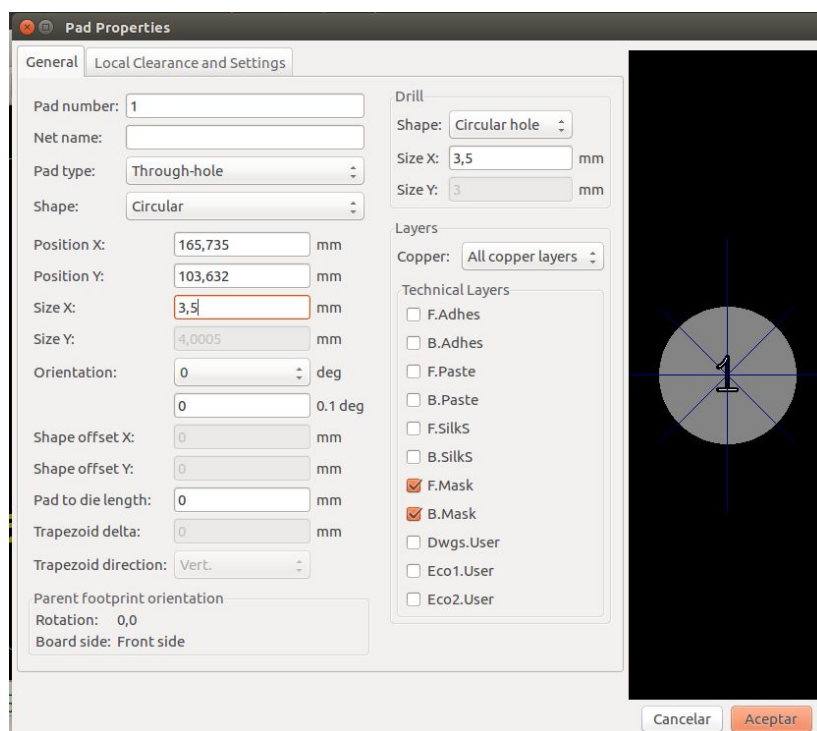 Pad Properties
General Local Clearance and Settings
Pad number: 1
Net name:
Pad type: Through-hole
Shape: Circular
Position X: 165,735 mm
Position Y: 103,632 mm
Size X: 3,5 mm
Size Y: 4,0005 mm
Orientation: 0 deg
0 0.1 deg
Shape offset X: 0 mm
Shape offset Y: 0 mm
Pad to die length: 0 mm
Trapezoid delta: 0 mm
Trapezoid direction: Vert.
Parent footprint orientation
Rotation: 0,0
Board side: Front side
Drill
Shape: Circular hole
Size X: 3,5 mm
Size Y: 3 mm
Layers
Copper: All copper layers
Technical Layers
F.Adhes
B.Adhes
F.Paste
B.Paste
F.SilkS
B.SilkS
F.Mask
B.Mask
Dwgs.User
Eco1.User
Eco2.User
1
Cancelar Aceptar